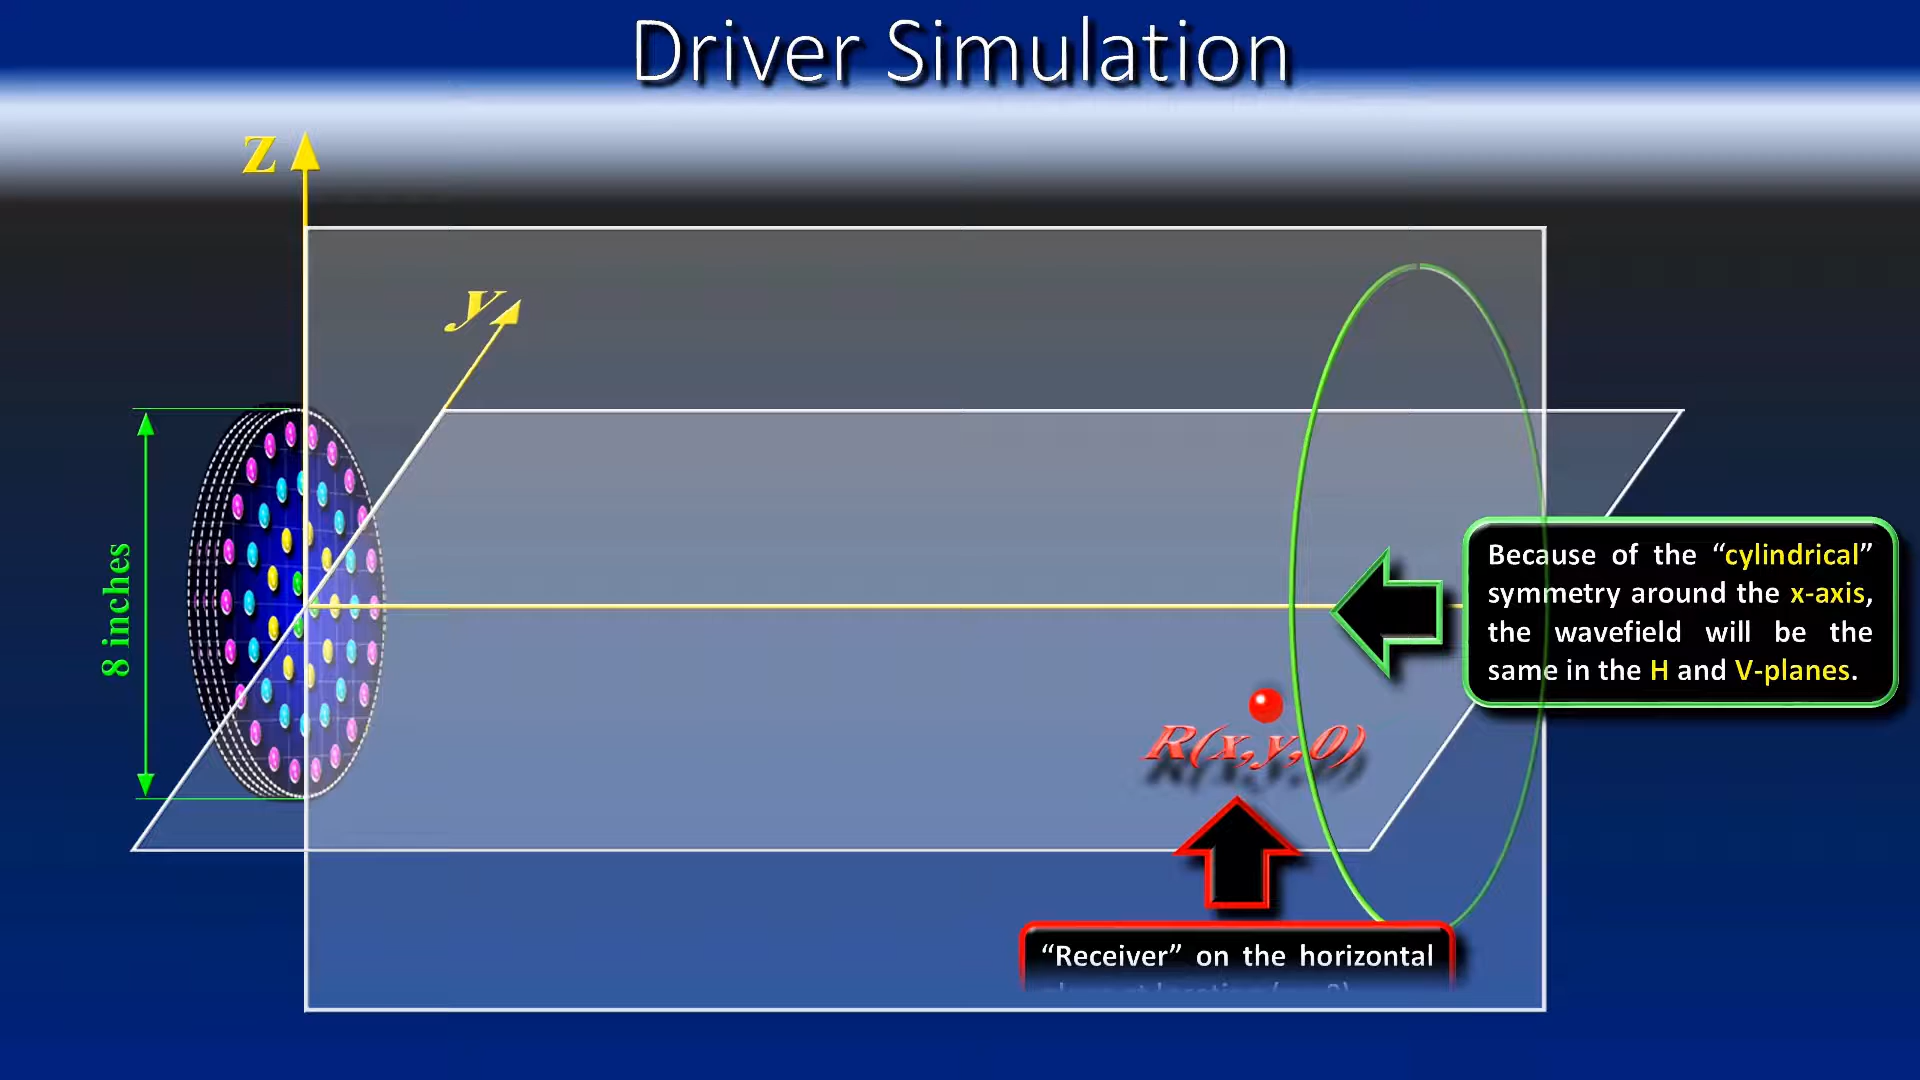 Driver Simulation
z
y
8 inches
Because of the “cylindrical”
symmetry around the x-axis,
the wavefield will be the
same in the H and V-planes.
R(x,y,0)
“Receiver” on the horizontal